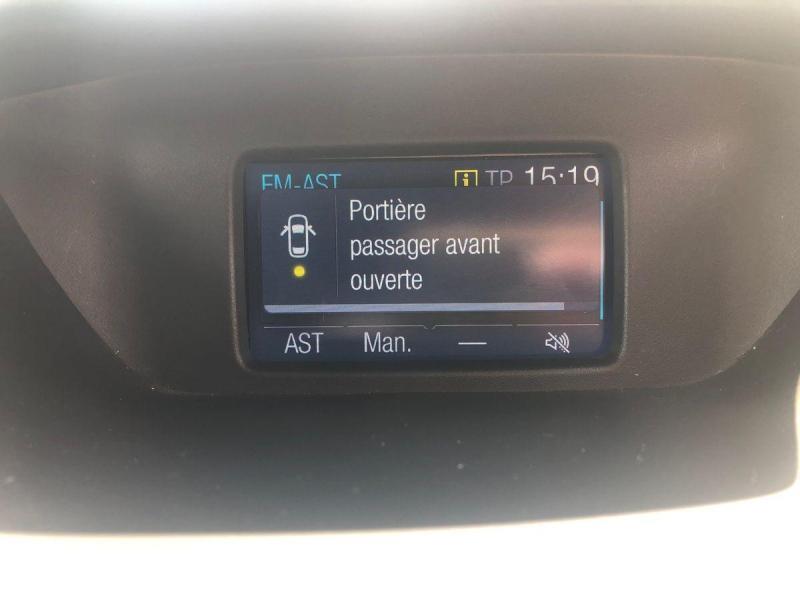 FM-AST i TP 15:19
Portière
passager avant
ouverte
AST Man. —